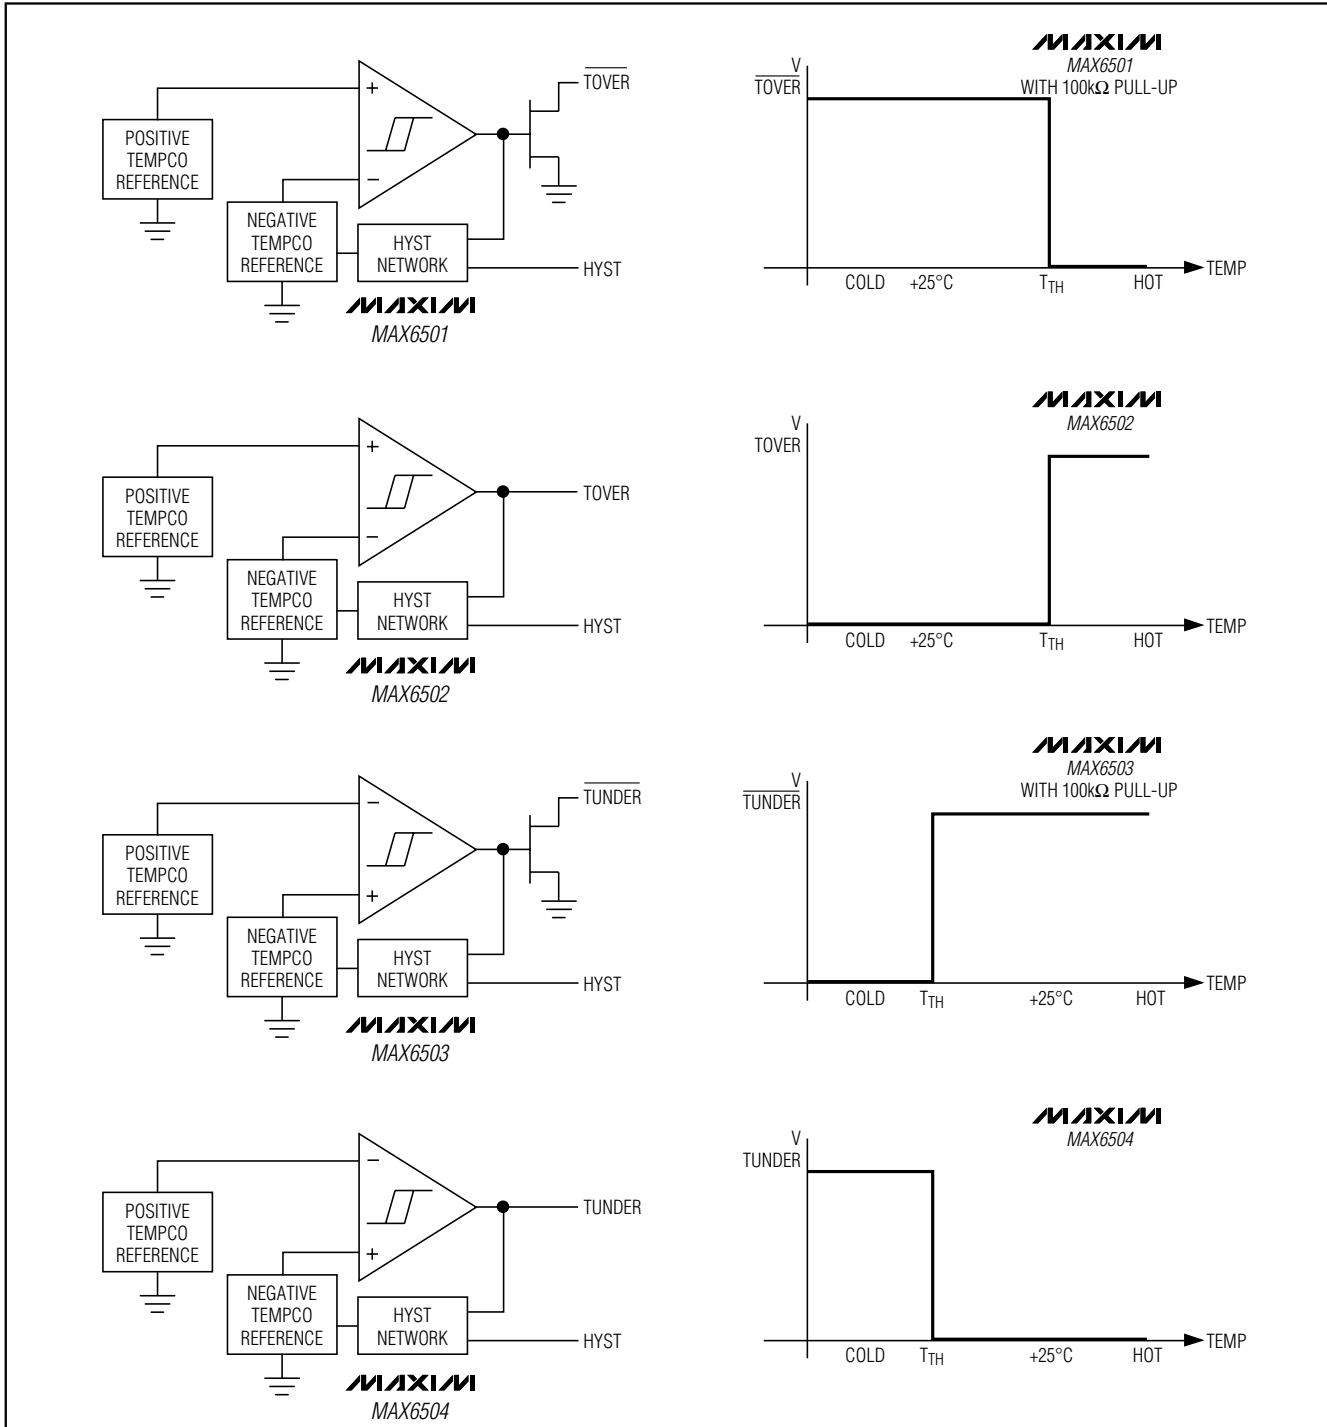 TOVER
+
POSITIVE
TEMPCO
REFERENCE
−
NEGATIVE
TEMPCO
REFERENCE
HYST
NETWORK
HYST
MAXIM
MAX6501
MAXIM
MAX6501
WITH 100kΩ PULL-UP
V
TOVER
TEMP
COLD
+25°C
TTH
HOT
+
POSITIVE
TEMPCO
REFERENCE
TOVER
−
NEGATIVE
TEMPCO
REFERENCE
HYST
NETWORK
HYST
MAXIM
MAX6502
MAXIM
MAX6502
V
TOVER
TEMP
COLD
+25°C
TTH
HOT
TUNDER
−
POSITIVE
TEMPCO
REFERENCE
+
NEGATIVE
TEMPCO
REFERENCE
HYST
NETWORK
HYST
MAXIM
MAX6503
MAXIM
MAX6503
WITH 100kΩ PULL-UP
V
TUNDER
TEMP
COLD
TTH
+25°C
HOT
−
POSITIVE
TEMPCO
REFERENCE
TUNDER
+
NEGATIVE
TEMPCO
REFERENCE
HYST
NETWORK
HYST
MAXIM
MAX6504
MAXIM
MAX6504
V
TUNDER
TEMP
COLD
TTH
+25°C
HOT